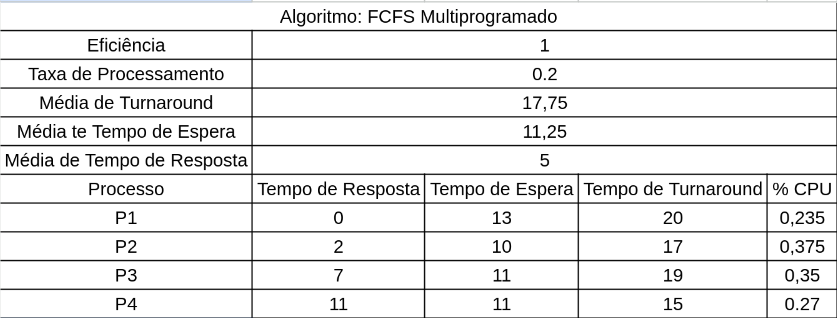 Algoritmo: FCFS Multiprogramado
Eficiência 1
Taxa de Processamento 0.2
Média de Turnaround 17,75
Média te Tempo de Espera 11,25
Média de Tempo de Resposta 5
Processo Tempo de Resposta Tempo de Espera Tempo de Turnaround % CPU
P1 0 13 20 0,235
P2 2 10 17 0,375
P3 7 11 19 0,35
P4 11 11 15 0.27